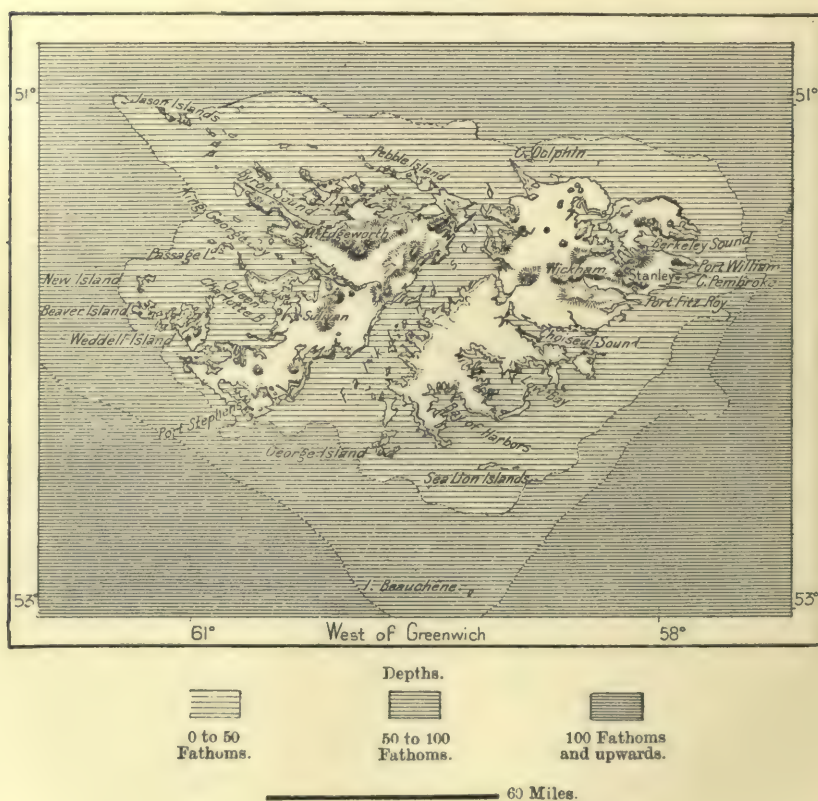 51°
51°
Jason Islands
C. Dolphin
Pebble Island
Byron Sound
King George B.
Mt Edgeworth
Berkeley Sound
Passage Is.
Port William
New Island
Wickham
Stanley
C. Pembroke
Queen
Charlotte B.
Port Fitz Roy
Beaver Island
Sulivan
Choiseul Sound
Weddell Island
Port Stephens
Bay of Harbors
George Island
Sea Lion Islands
I. Beauchêne
53°
53°
61°
West of Greenwich
58°
Depths.
0 to 50
Fathoms.
50 to 100
Fathoms.
100 Fathoms
and upwards.
60 Miles.